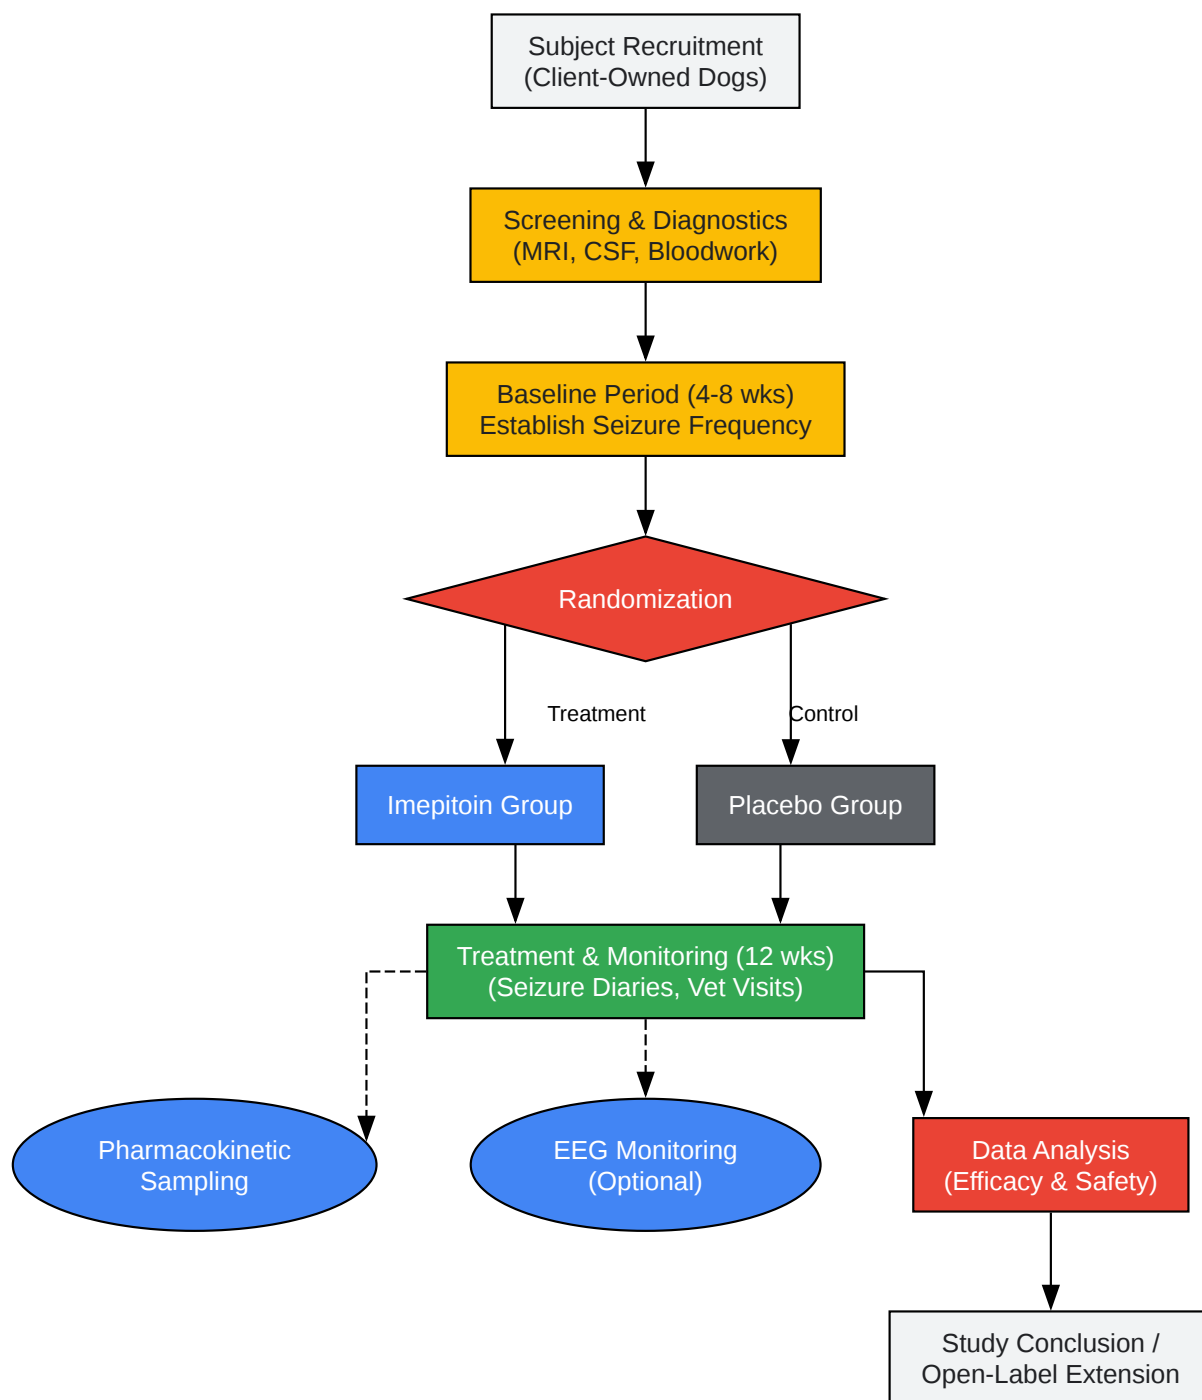 Subject Recruitment
(Client-Owned Dogs)
Screening & Diagnostics
(MRI, CSF, Bloodwork)
Baseline Period (4-8 wks)
Establish Seizure Frequency
Randomization
Treatment
Control
Imepitoin Group
Placebo Group
Treatment & Monitoring (12 wks)
(Seizure Diaries, Vet Visits)
Pharmacokinetic
Sampling
EEG Monitoring
(Optional)
Data Analysis
(Efficacy & Safety)
Study Conclusion /
Open-Label Extension